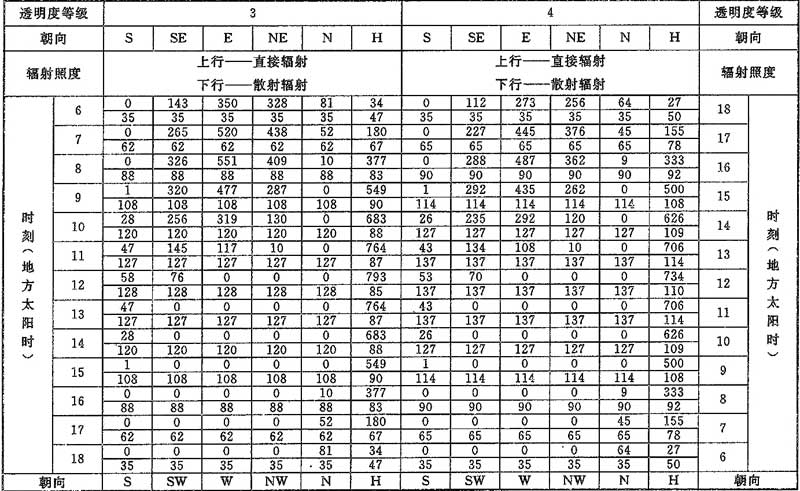 透明度等级 3 4 透明度等级
朝向 S SE E NE N H S SE E NE N H 朝向
辐射照度 上行——直接辐射 上行——直接辐射 辐射照度
下行——散射辐射 下行——散射辐射
时刻(地方太阳时) 时刻(地方太阳时)
6 0 143 350 328 81 34 0 112 273 256 64 27 18
35 35 35 35 35 47 35 35 35 35 35 50
7 0 265 520 438 52 180 0 227 445 376 45 155 17
62 62 62 62 62 67 65 65 65 65 65 78
8 0 326 551 409 10 377 0 288 487 362 9 333 16
88 88 88 88 88 83 90 90 90 90 90 92
9 1 320 477 287 0 549 1 292 435 262 0 500 15
108 108 108 108 108 90 114 114 114 114 114 108
10 28 256 319 130 0 683 26 235 292 120 0 626 14
120 120 120 120 120 88 127 127 127 127 127 109
11 47 145 117 10 0 764 43 134 108 10 0 706 13
127 127 127 127 127 87 137 137 137 137 137 114
12 58 76 0 0 0 793 53 70 0 0 0 734 12
128 128 128 128 128 85 137 137 137 137 137 110
13 47 0 0 0 0 764 43 0 0 0 0 706 11
127 127 127 127 127 87 137 137 137 137 137 114
14 28 0 0 0 0 683 26 0 0 0 0 626 10
120 120 120 120 120 88 127 127 127 127 127 109
15 1 0 0 0 0 549 1 0 0 0 0 500 9
108 108 108 108 108 90 114 114 114 114 114 108
16 0 0 0 0 10 377 0 0 0 0 9 333 8
88 88 88 88 88 83 90 90 90 90 90 92
17 0 0 0 0 52 180 0 0 0 0 45 155 7
62 62 62 62 62 67 65 65 65 65 65 78
18 0 0 0 0 81 34 0 0 0 0 64 27 6
35 35 35 35 35 47 35 35 35 35 35 50
朝向 S SW W NW N H S SW W NW N H 朝向